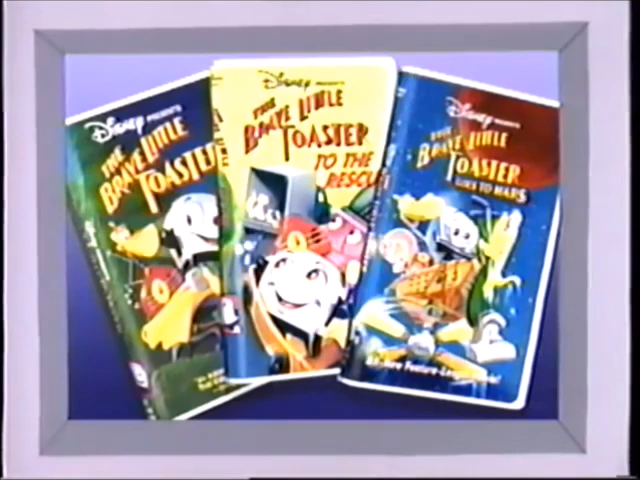 Disney PRESENTS
THE
BRAVE LITTLE
TOASTER
Disney PRESENTS
THE
BRAVE LITTLE
TOASTER
TO THE
RESCUE
Disney PRESENTS
THE
BRAVE LITTLE
TOASTER
GOES TO MARS